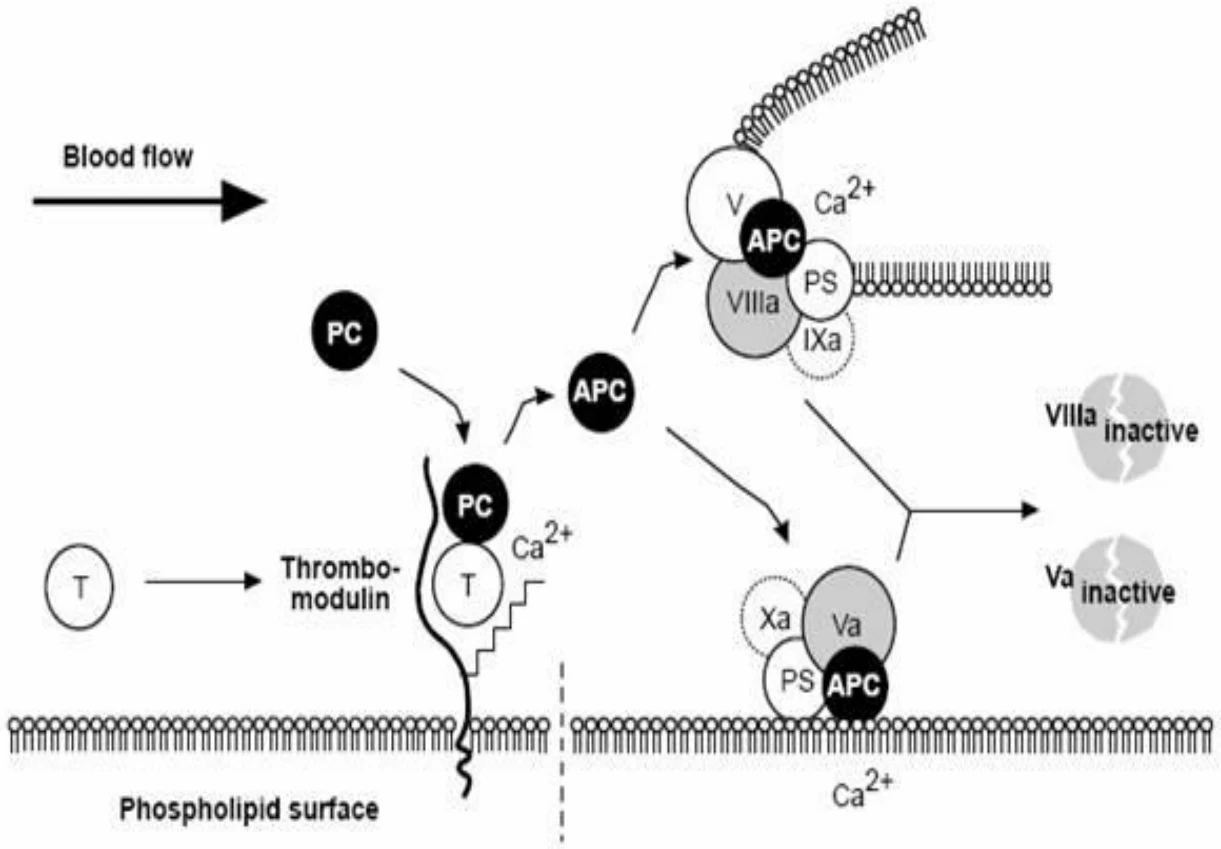 Blood flow
V
Ca2+
APC
PS
VIIIa
IXa
PC
APC
VIIIa inactive
PC
Ca2+
T
Thrombo-
modulin
T
Va inactive
Xa
Va
PS
APC
Phospholipid surface
Ca2+